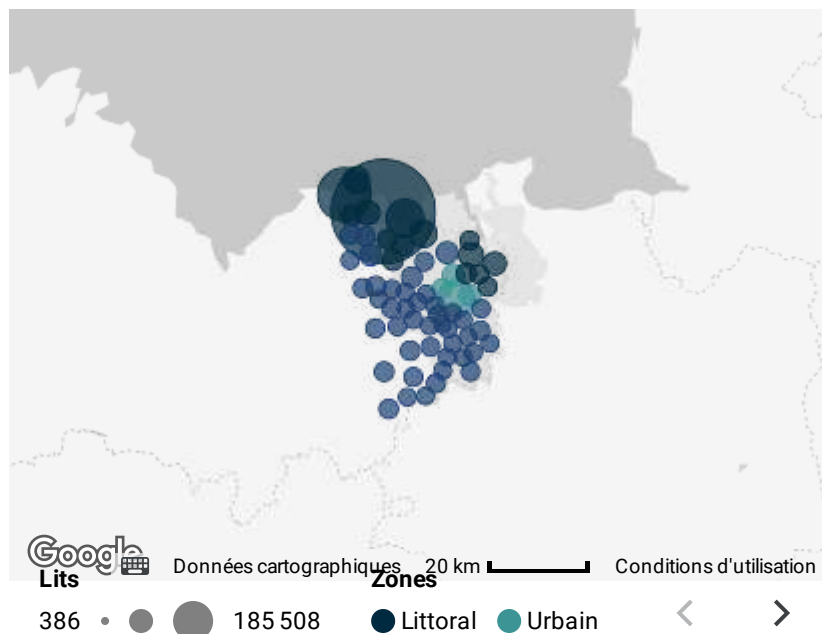 Google
Données cartographiques 20 km Conditions d'utilisation
Lits Zones
386 185 508 Littoral Urbain